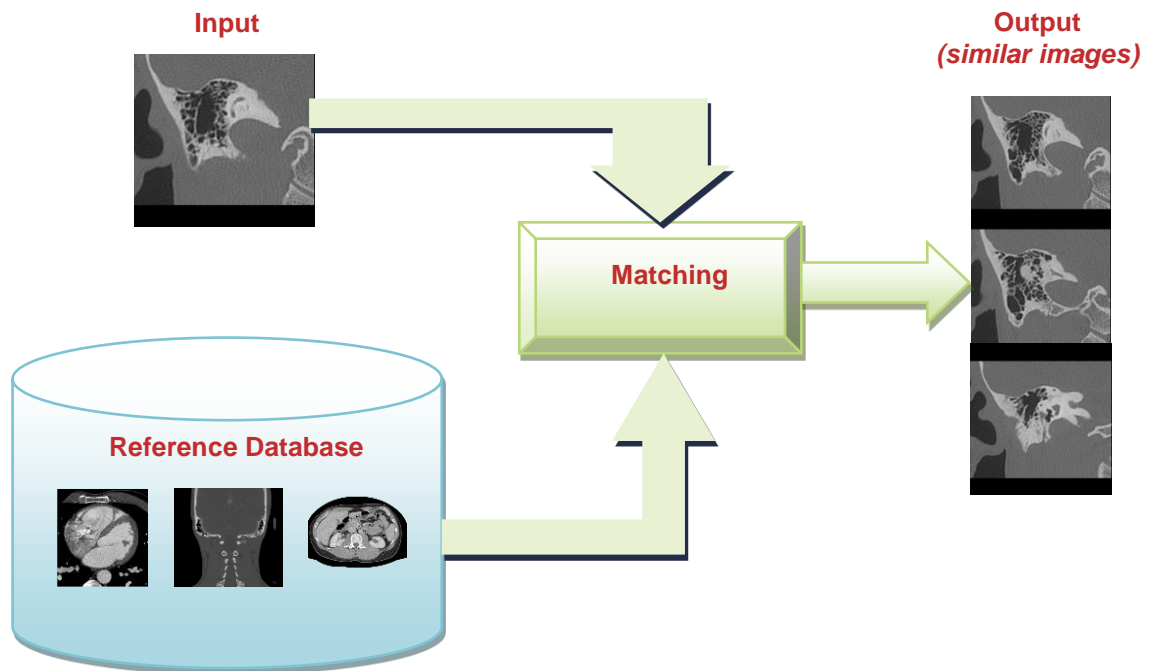 Input
Output
(similar images)
Matching
Reference Database